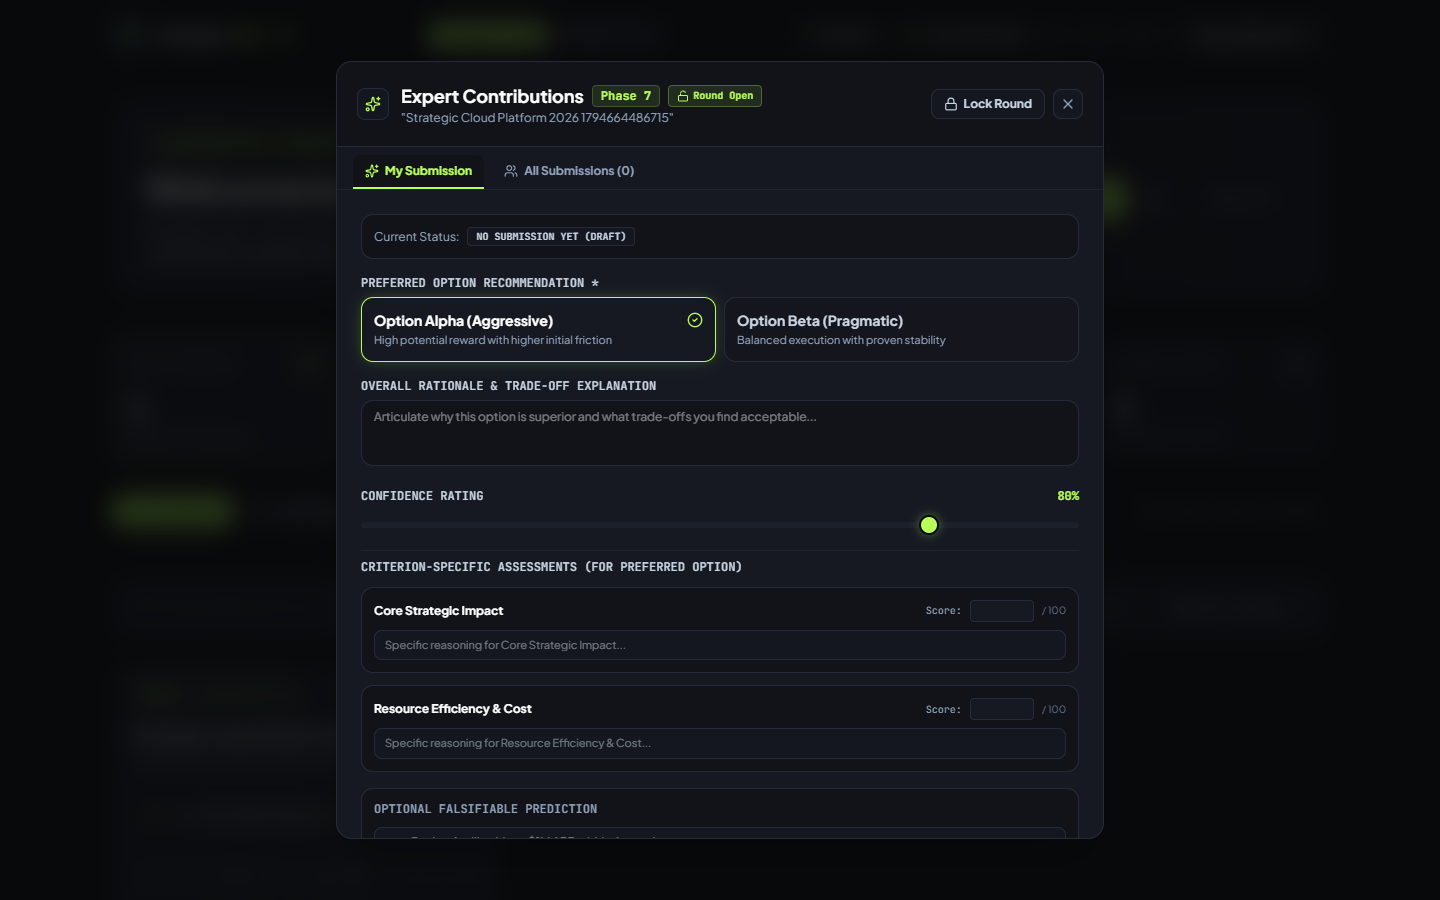 Expert Contributions Phase 7 Round Open
"Strategic Cloud Platform 2026 1794664486715"
Lock Round
My Submission
All Submissions (0)
Current Status: NO SUBMISSION YET (DRAFT)
PREFERRED OPTION RECOMMENDATION *
Option Alpha (Aggressive)
High potential reward with higher initial friction
Option Beta (Pragmatic)
Balanced execution with proven stability
OVERALL RATIONALE & TRADE-OFF EXPLANATION
Articulate why this option is superior and what trade-offs you find acceptable...
CONFIDENCE RATING 80%
CRITERION-SPECIFIC ASSESSMENTS (FOR PREFERRED OPTION)
Core Strategic Impact Score: / 100
Specific reasoning for Core Strategic Impact...
Resource Efficiency & Cost Score: / 100
Specific reasoning for Resource Efficiency & Cost...
OPTIONAL FALSIFIABLE PREDICTION